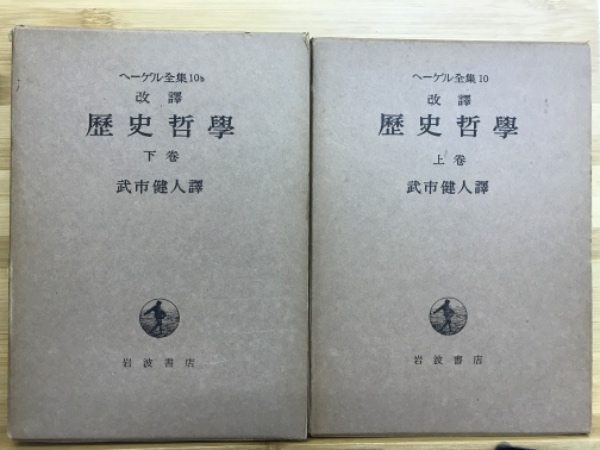 ヘーゲル全集10b
改譯
歷史哲學
下卷
武市健人譯
岩波書店
ヘーゲル全集10
改譯
歷史哲學
上卷
武市健人譯
岩波書店